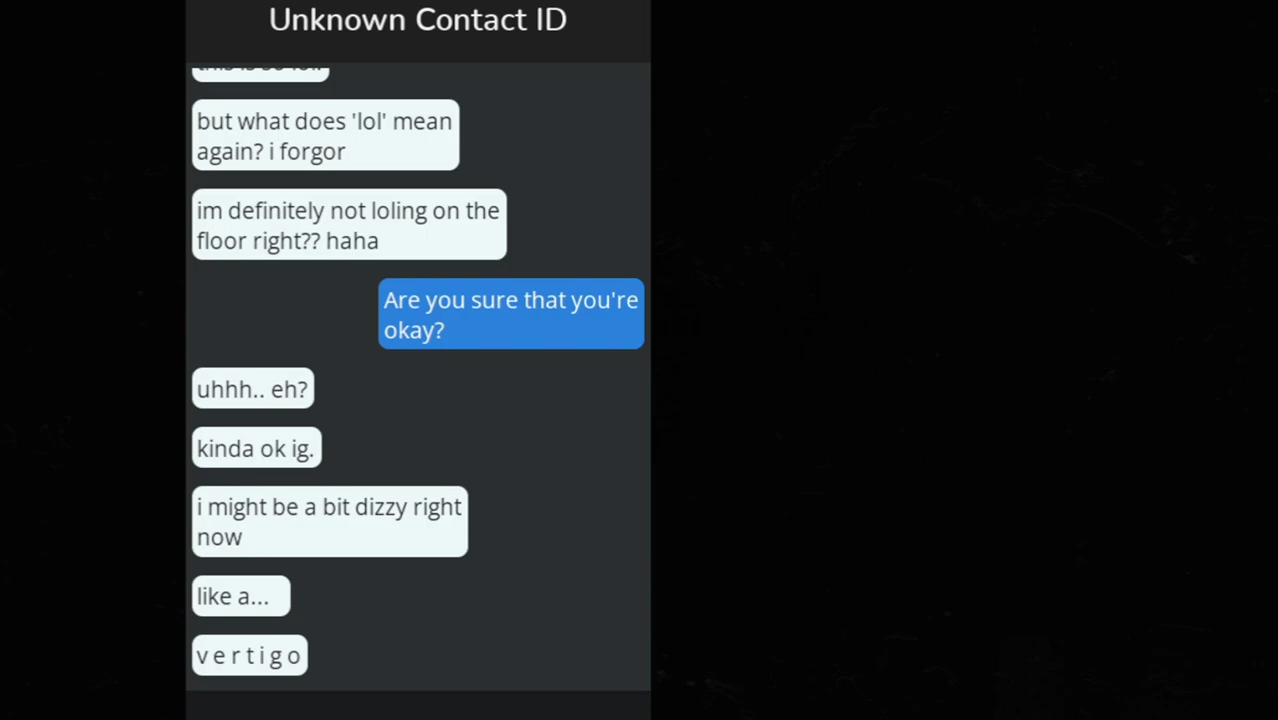 Unknown Contact ID
but what does 'lol' mean
again? i forgor
im definitely not loling on the
floor right?? haha
Are you sure that you're
okay?
uhhh.. eh?
kinda ok ig.
i might be a bit dizzy right
now
like a...
v e r t i g o